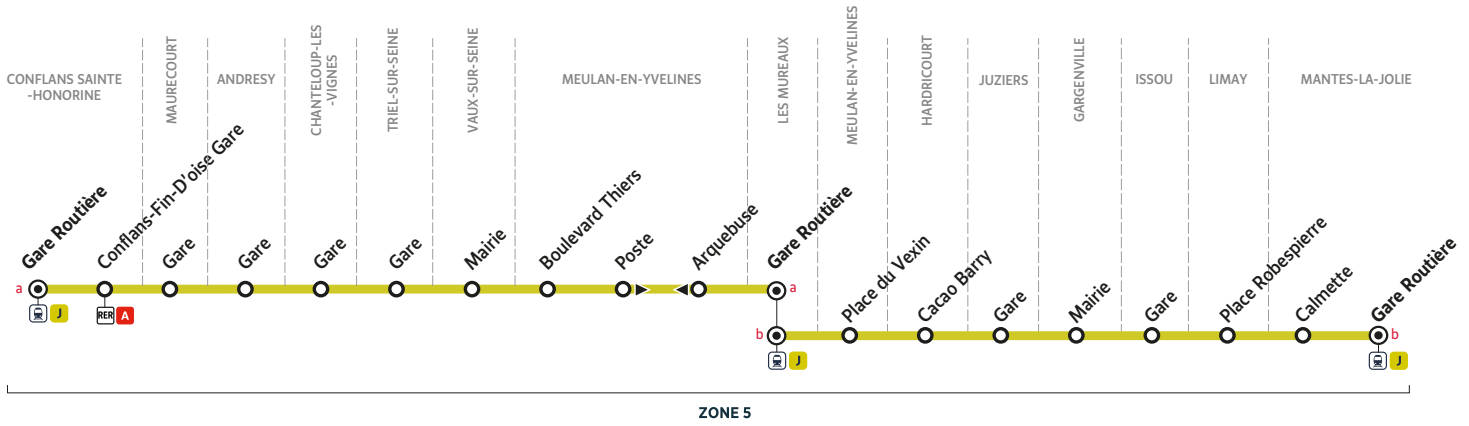 CONFLANS SAINTE
-HONORINE
MAURECOURT
ANDRESY
CHANTELOUP-LES
-VIGNES
TRIEL-SUR-SEINE
VAUX-SUR-SEINE
MEULAN-EN-YVELINES
LES MUREAUX
MEULAN-EN-YVELINES
HARDRICOURT
JUZIERS
GARGENVILLE
ISSOU
LIMAY
MANTES-LA-JOLIE
Gare Routière
Conflans-Fin-D'oise Gare
Gare
Gare
Gare
Gare
Mairie
Boulevard Thiers
Poste
Arquebuse
Gare Routière
a
a
J
RER A
Place du Vexin
Cacao Barry
Gare
Mairie
Gare
Place Robespierre
Calmette
Gare Routière
b
b
J
J
ZONE 5